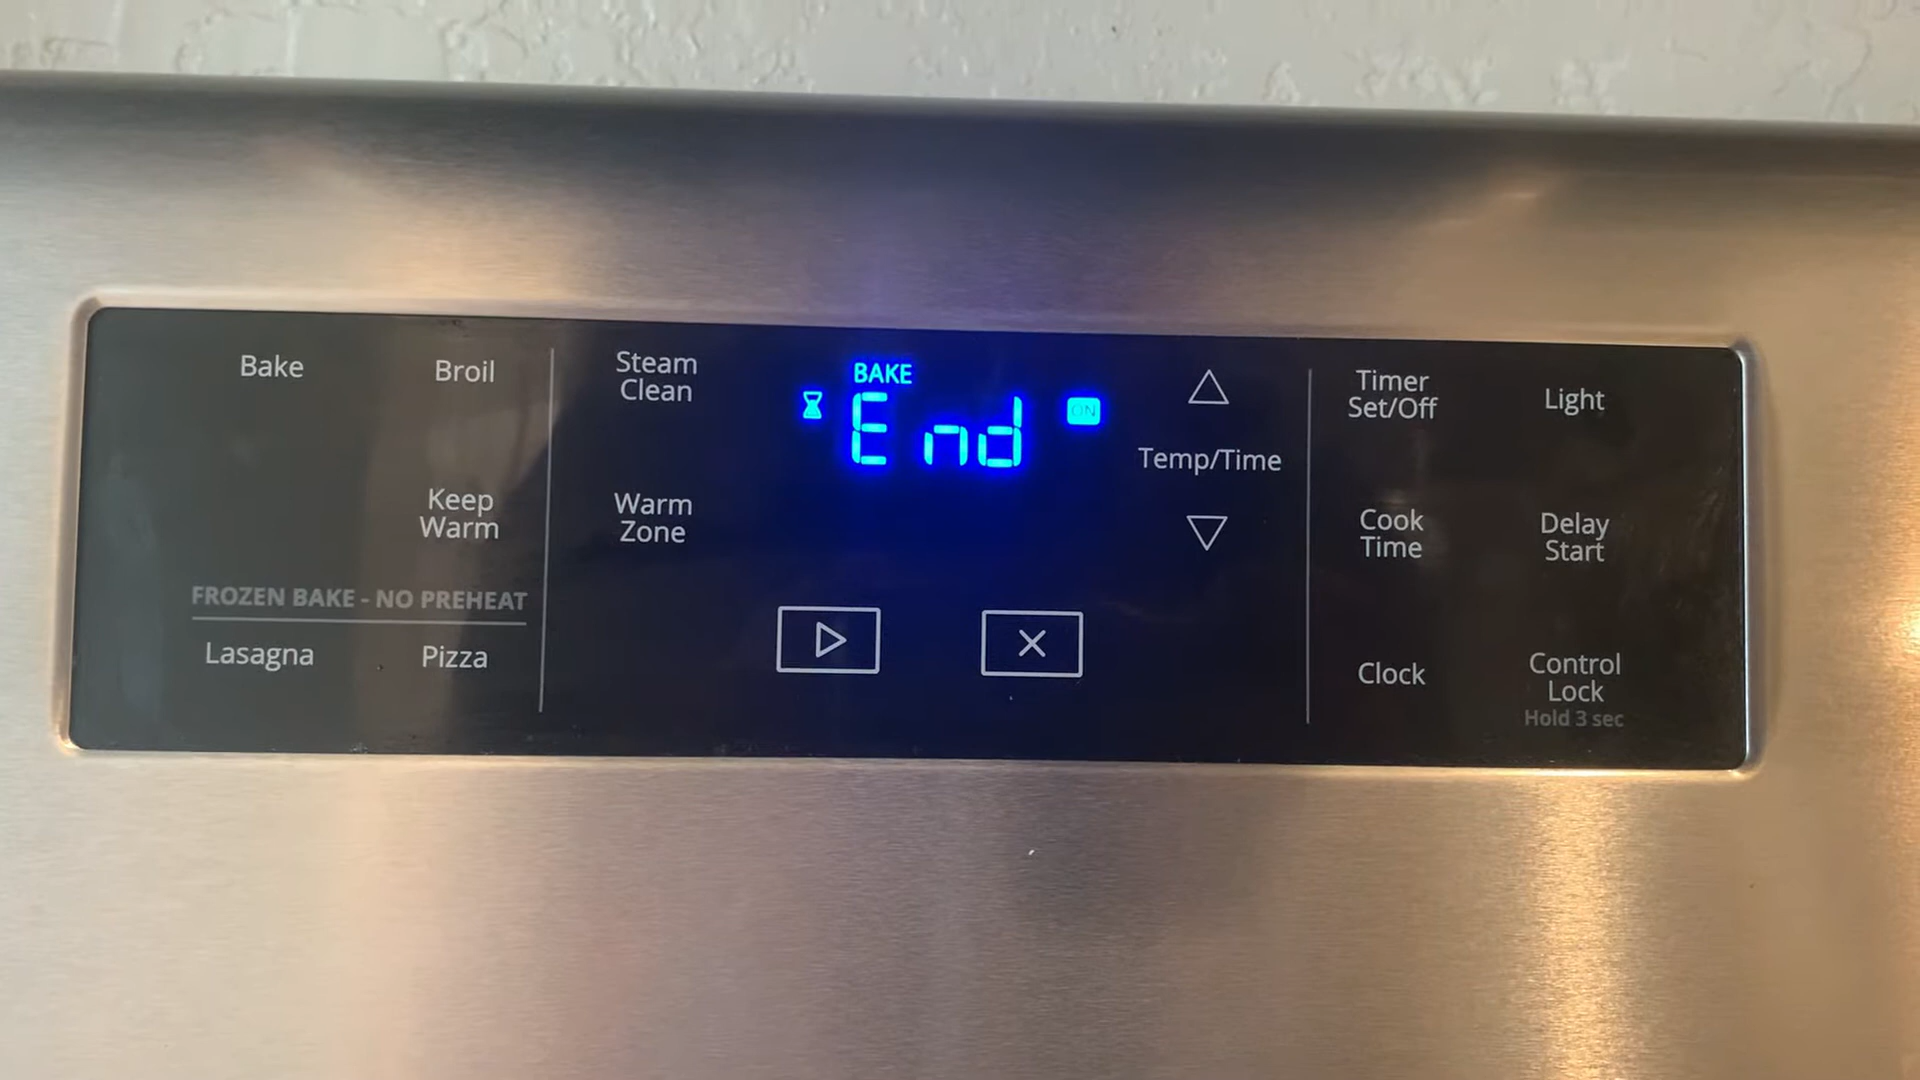 Bake
Broil
Keep
Warm
FROZEN BAKE - NO PREHEAT
Lasagna
Pizza
Steam
Clean
Warm
Zone
BAKE
End
ON
Temp/Time
Timer
Set/Off
Light
Cook
Time
Delay
Start
Clock
Control
Lock
Hold 3 sec